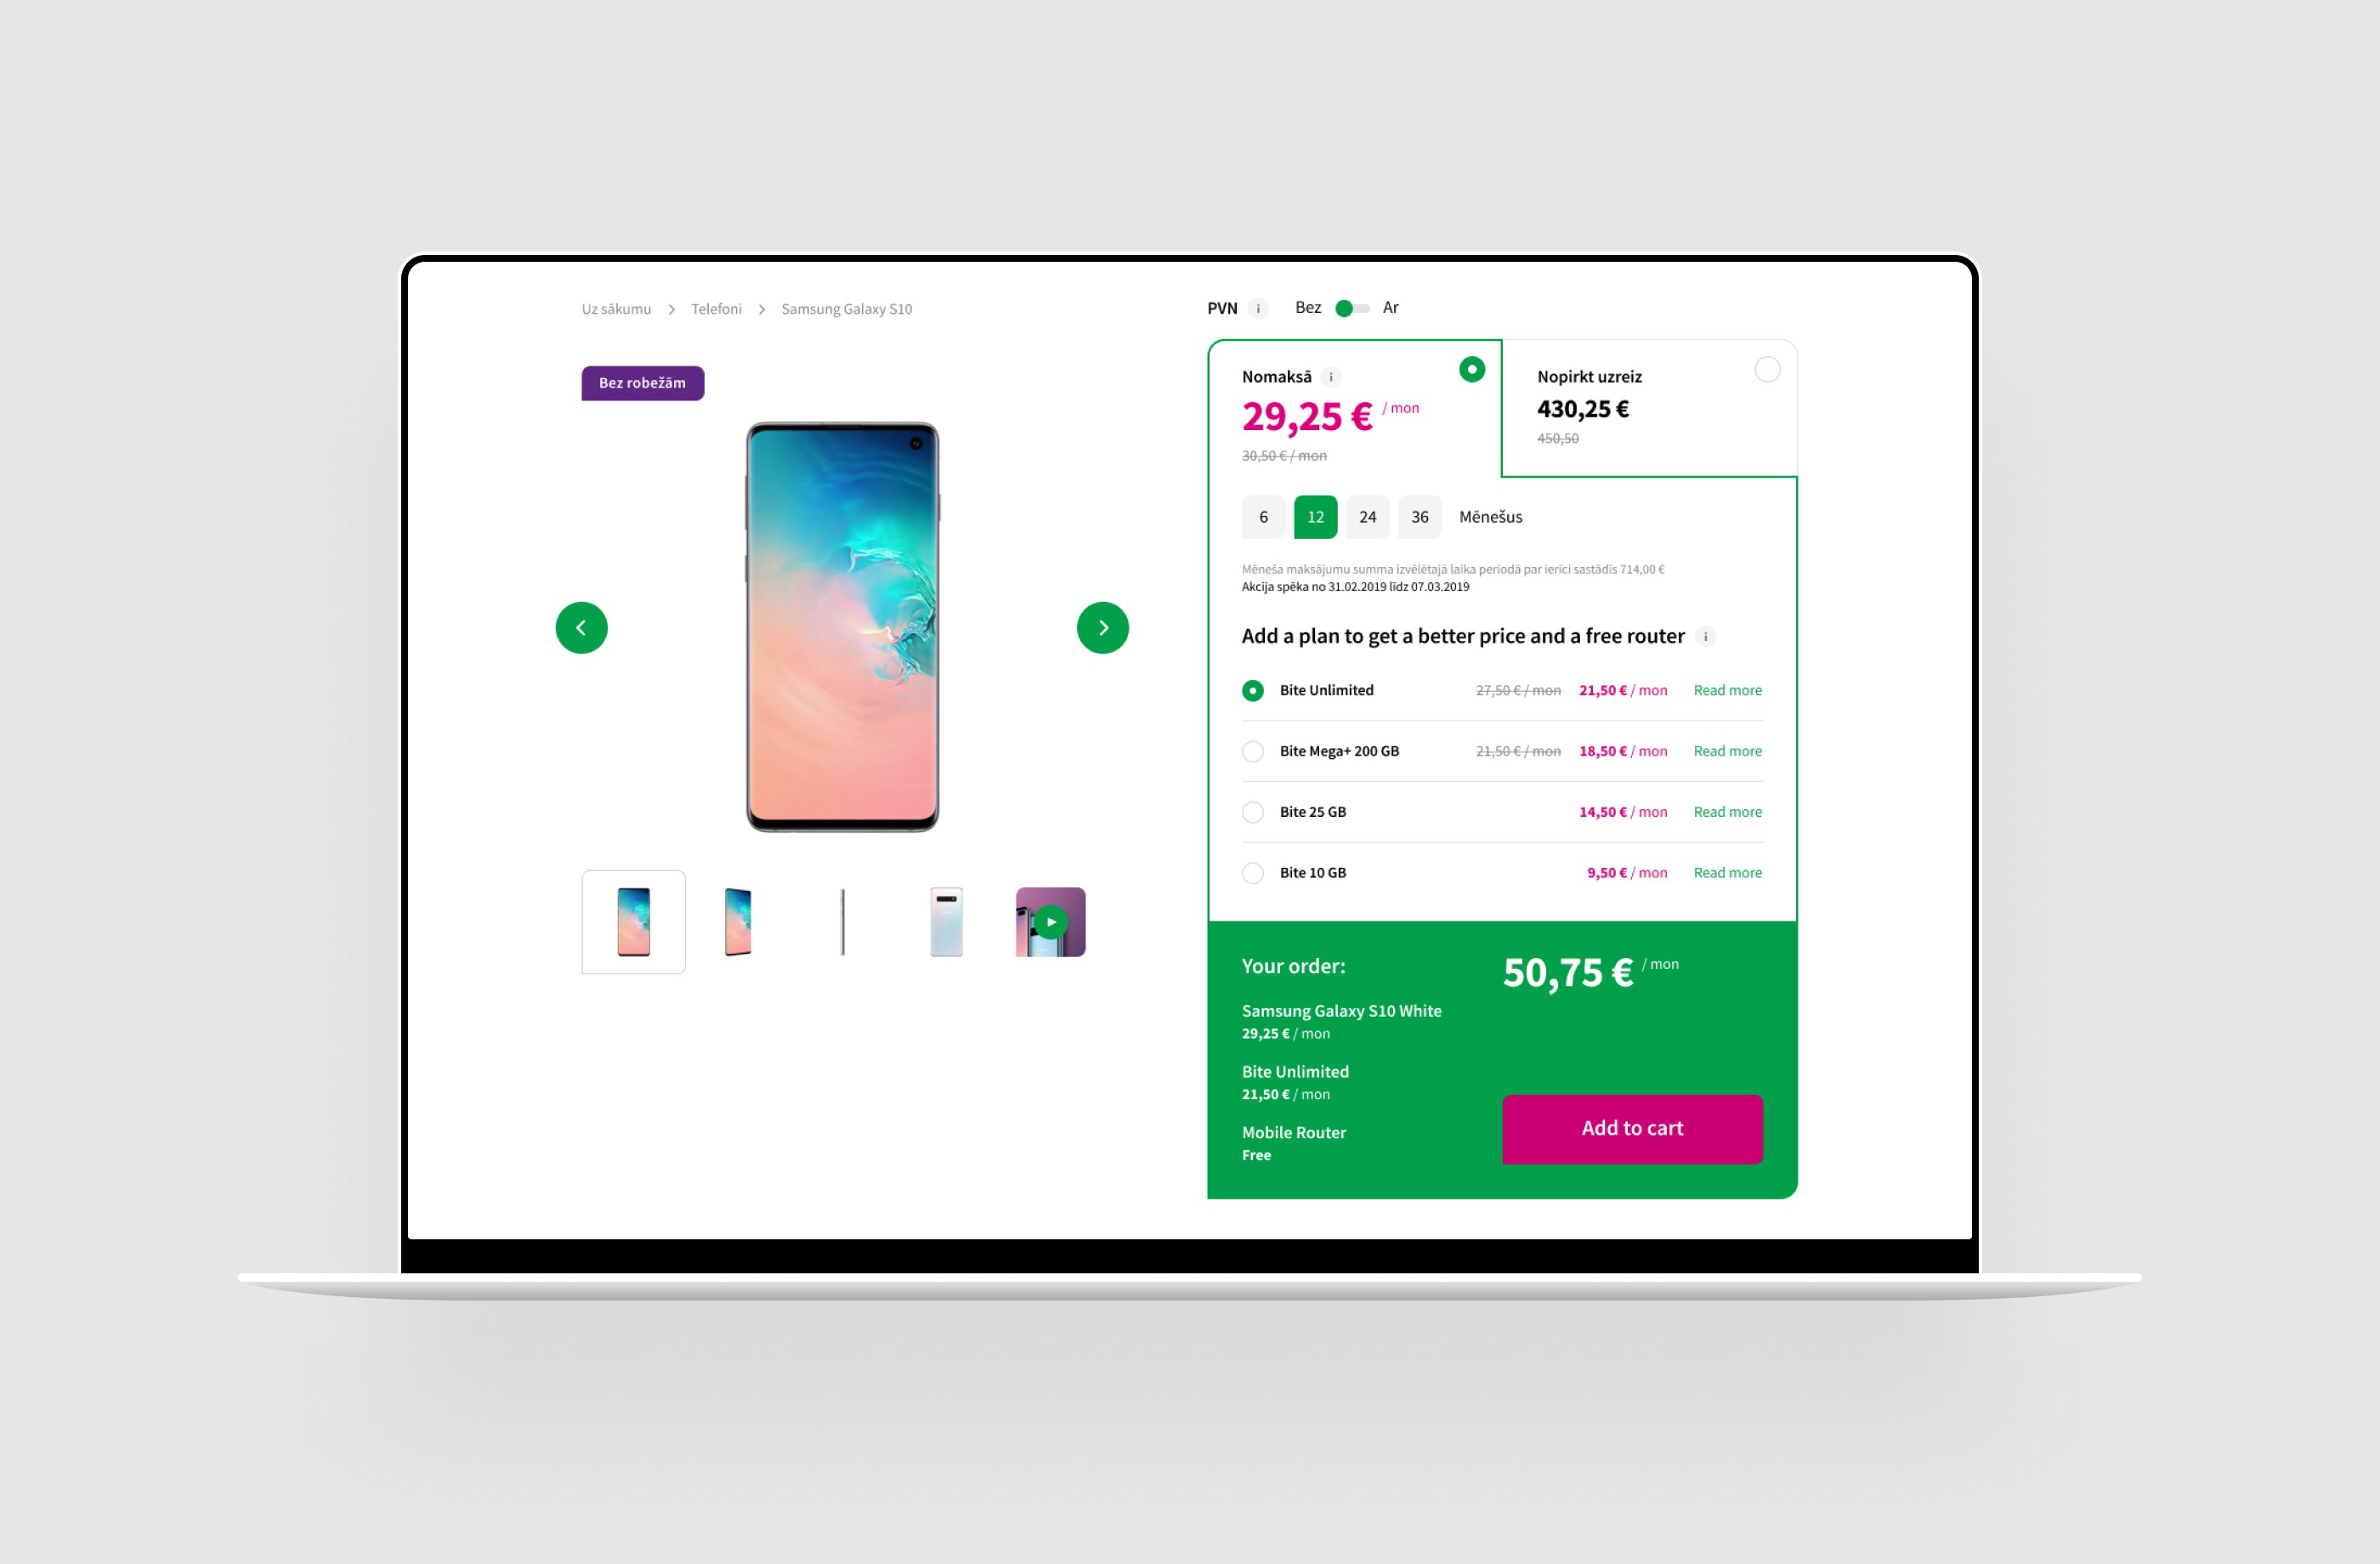 Uz sākumu > Telefoni > Samsung Galaxy S10
Bez robežām
PVN i Bez Ar
Nomaksā i
29,25 € / mon
30,50 € / mon
Nopirkt uzreiz
430,25 €
450,50
6 12 24 36 Mēnešus
Mēneša maksājumu summa izvēlētajā laika periodā par ierīci sastādīs 714,00 €
Akcija spēka no 31.02.2019 līdz 07.03.2019
Add a plan to get a better price and a free router i
Bite Unlimited 27,50 € / mon 21,50 € / mon Read more
Bite Mega+ 200 GB 21,50 € / mon 18,50 € / mon Read more
Bite 25 GB 14,50 € / mon Read more
Bite 10 GB 9,50 € / mon Read more
Your order:
50,75 € / mon
Samsung Galaxy S10 White
29,25 € / mon
Bite Unlimited
21,50 € / mon
Mobile Router
Free
Add to cart